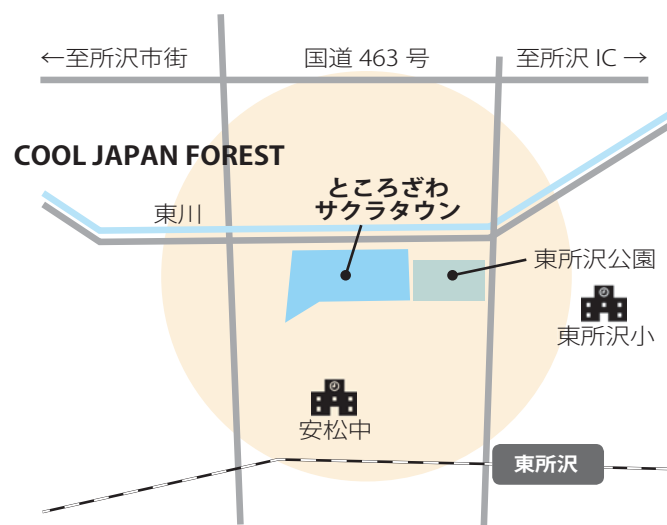 ←至所沢市街
国道 463 号
至所沢 IC →
COOL JAPAN FOREST
ところざわ
サクラタウン
東川
東所沢公園
東所沢小
安松中
東所沢